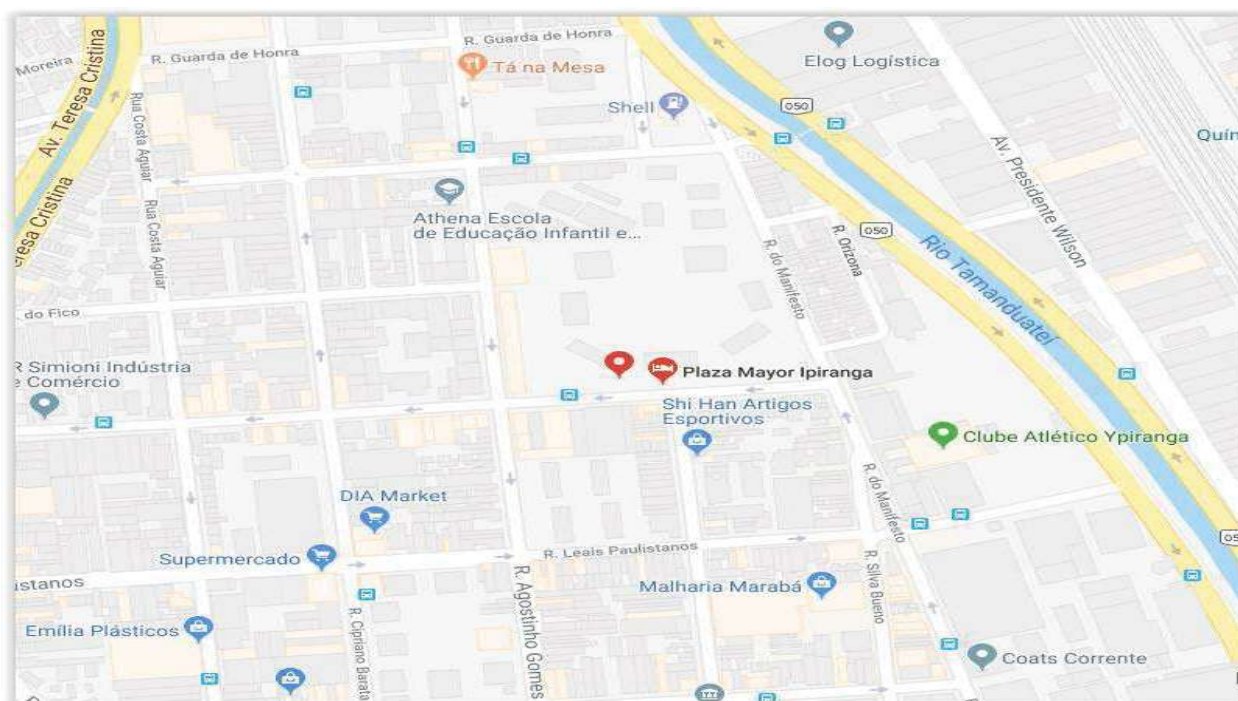 R. Guarda de Honra
R. Guarda de Honra
Moreira
Av. Teresa Cristina
Tá na Mesa
Elog Logística
Shell
050
Rua Costa Aguiar
Av. Presidente Wilson
Athena Escola
de Educação Infantil e...
Rua Costa Aguiar
R. do Manifesto
R. Orizona
050
Rio Tamanduateí
do Fico
Simioni Indústria
Comércio
Plaza Mayor Ipiranga
Shi Han Artigos
Esportivos
Clube Atlético Ypiranga
DIA Market
R. do Manifesto
Supermercado
R. Leais Paulistanos
R. Agostinho Gomes
R. Silva Bueno
Malharia Marabá
Emília Plásticos
R. Cipriano Barata
Coats Corrente